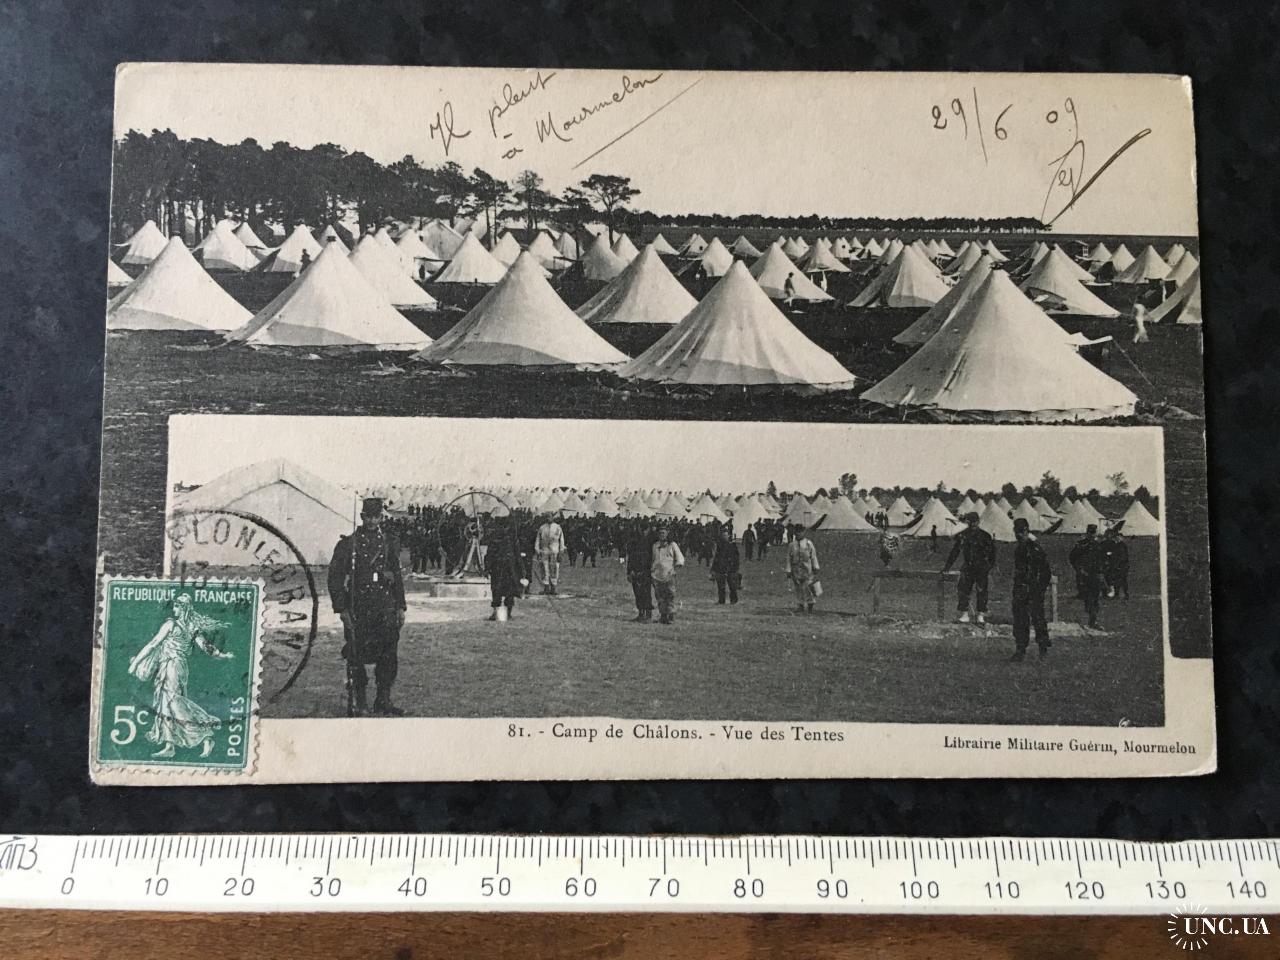 Il pleut
à Mourmelon
29/6 09
RÉPUBLIQUE FRANÇAISE
5c
POSTES
81. - Camp de Châlons. - Vue des Tentes
Librairie Militaire Guérin, Mourmelon
0 10 20 30 40 50 60 70 80 90 100 110 120 130 140
UNC.UA